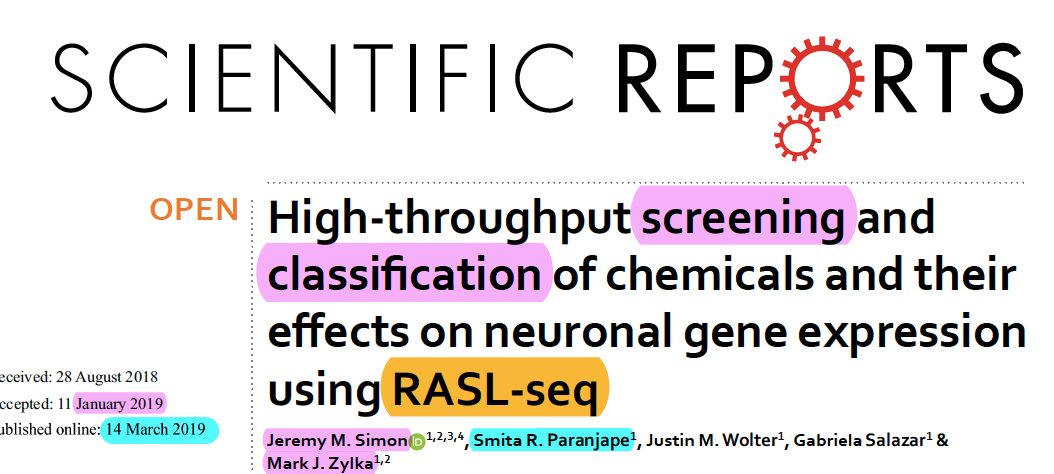 SCIENTIFIC REPORTS
OPEN
High-throughput screening and
classification of chemicals and their
effects on neuronal gene expression
using RASL-seq
eceived: 28 August 2018
ccepted: 11 January 2019
ublished online: 14 March 2019
Jeremy M. Simon iD1,2,3,4, Smita R. Paranjape1, Justin M. Wolter1, Gabriela Salazar1 &
Mark J. Zylka1,2